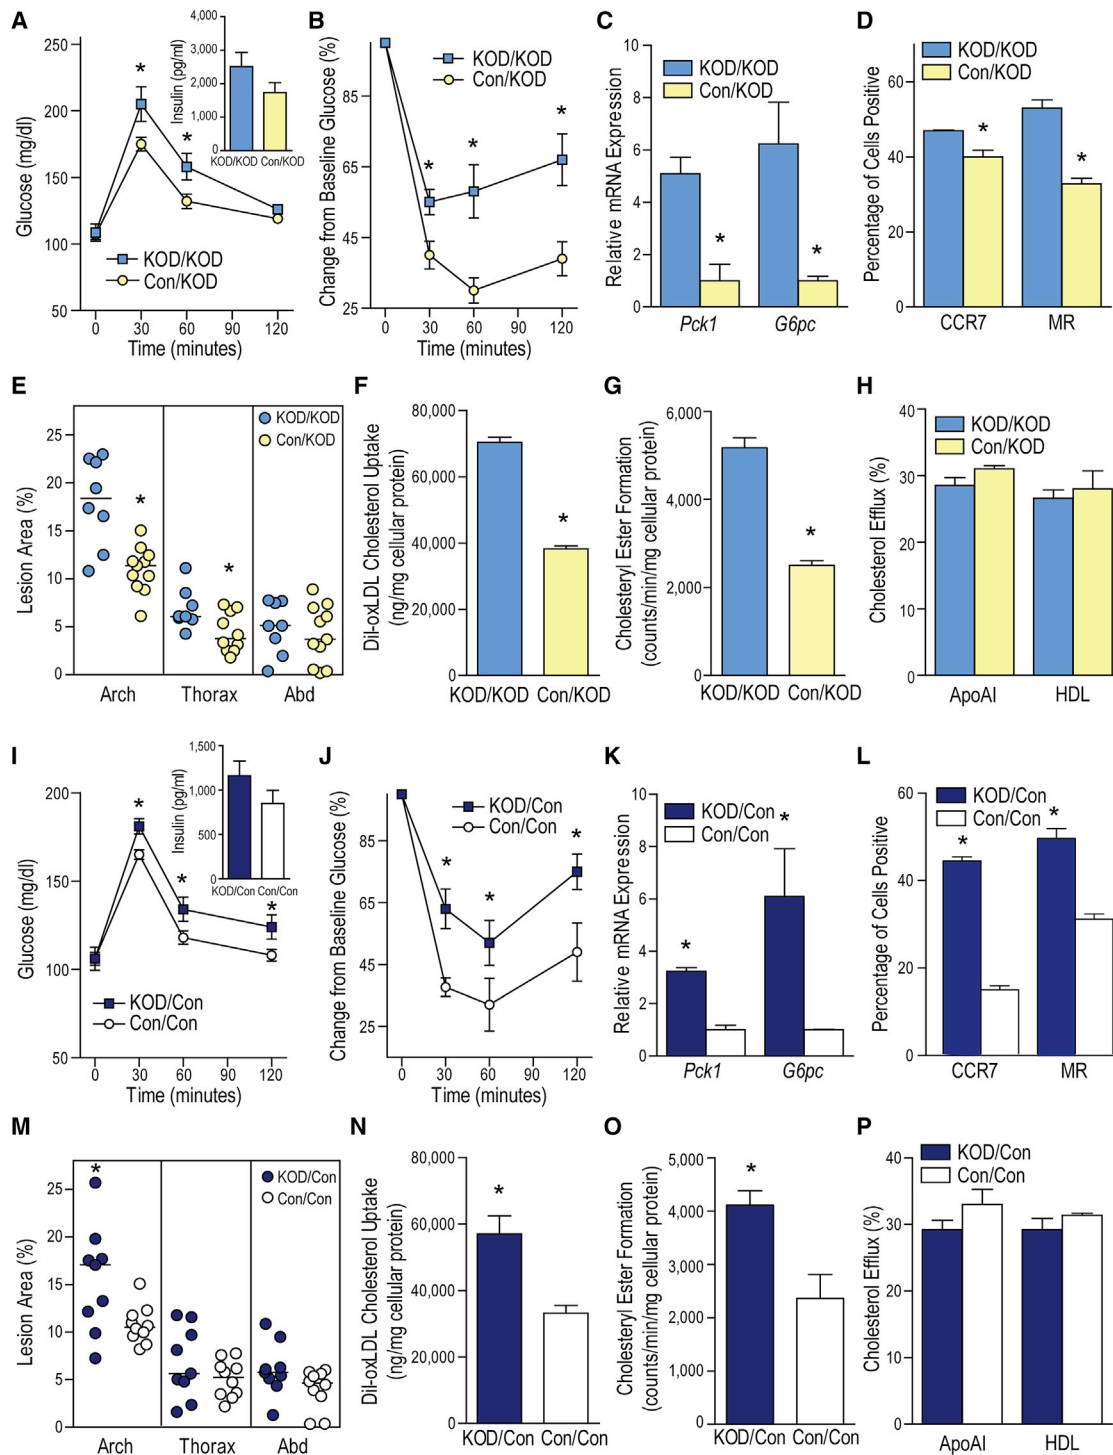 A
250
200
150
100
50
Glucose (mg/dl)
4,000
3,000
2,000
1,000
0
Insulin (pg/ml)
KOD/KOD Con/KOD
* *
KOD/KOD
Con/KOD
0 30 60 90 120
Time (minutes)
B
85
65
45
25
Change from Baseline Glucose (%)
KOD/KOD
Con/KOD
* * *
0 30 60 90 120
Time (minutes)
C
10
8
6
4
2
0
Relative mRNA Expression
KOD/KOD
Con/KOD
* *
Pck1 G6pc
D
60
40
20
0
Percentage of Cells Positive
KOD/KOD
Con/KOD
* *
CCR7 MR
E
25
20
15
10
5
0
Lesion Area (%)
KOD/KOD
Con/KOD
* *
Arch Thorax Abd
F
80,000
60,000
40,000
20,000
0
Dil-oxLDL Cholesterol Uptake
(ng/mg cellular protein)
*
KOD/KOD Con/KOD
G
6,000
4,000
2,000
0
Cholesteryl Ester Formation
(counts/min/mg cellular protein)
*
KOD/KOD Con/KOD
H
40
30
20
10
0
Cholesterol Efflux (%)
KOD/KOD
Con/KOD
ApoAI HDL
I
200
150
100
50
Glucose (mg/dl)
1,500
1,000
500
0
Insulin (pg/ml)
KOD/Con Con/Con
* * *
KOD/Con
Con/Con
0 30 60 90 120
Time (minutes)
J
85
65
45
25
Change from Baseline Glucose (%)
KOD/Con
Con/Con
* * *
0 30 60 90 120
Time (minutes)
K
10
8
6
4
2
0
Relative mRNA Expression
KOD/Con
Con/Con
* *
Pck1 G6pc
L
60
40
20
0
Percentage of Cells Positive
KOD/Con
Con/Con
* *
CCR7 MR
M
25
20
15
10
5
0
Lesion Area (%)
*
KOD/Con
Con/Con
Arch Thorax Abd
N
80,000
60,000
40,000
20,000
0
Dil-oxLDL Cholesterol Uptake
(ng/mg cellular protein)
*
KOD/Con Con/Con
O
5,000
4,000
3,000
2,000
1,000
0
Cholesteryl Ester Formation
(counts/min/mg cellular protein)
*
KOD/Con Con/Con
P
40
30
20
10
0
Cholesterol Efflux (%)
KOD/Con
Con/Con
ApoAI HDL